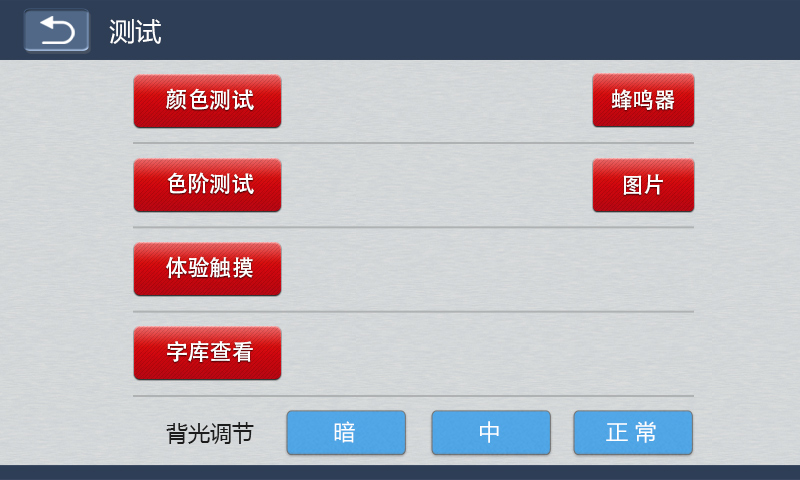 测试
颜色测试 蜂鸣器
色阶测试 图片
体验触摸
字库查看
背光调节 暗 中 正常